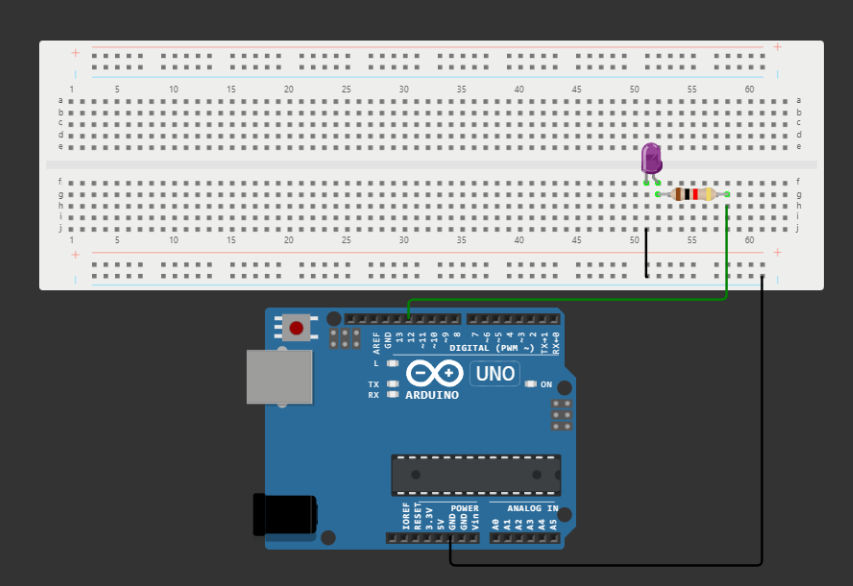 + +
1 5 10 15 20 25 30 35 40 45 50 55 60
a a
b b
c c
d d
e e
f f
g g
h h
i i
j j
1 5 10 15 20 25 30 35 40 45 50 55 60
+ +
AREF GND 13 12 ~11 ~10 ~9 8 7 ~6 ~5 4 ~3 2 TX→1 RX←0
DIGITAL (PWM ~)
L
UNO
TX
ON
RX
ARDUINO
POWER ANALOG IN
IOREF RESET 3.3V 5V GND GND Vin A0 A1 A2 A3 A4 A5